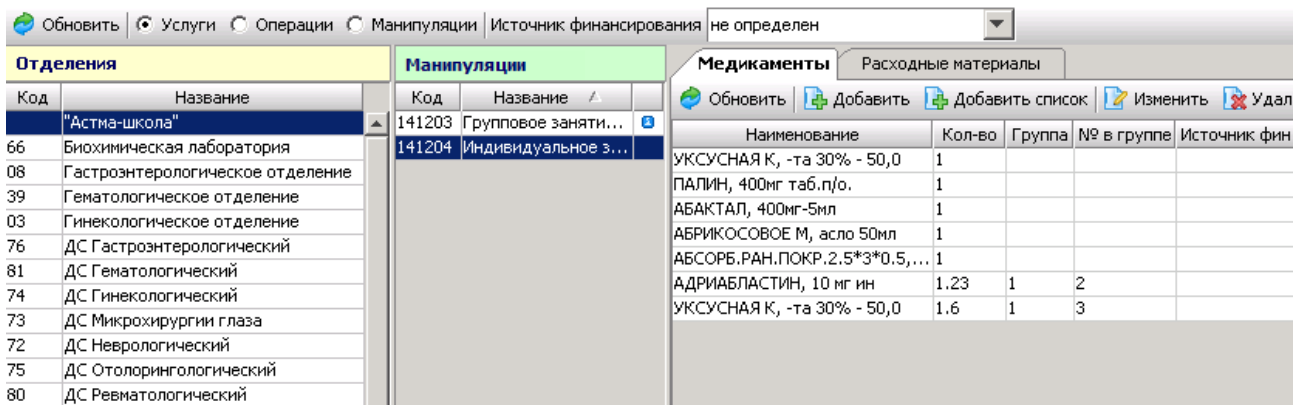 Обновить Услуги Операции Манипуляции Источник финансирования не определен
Отделения
Код Название
"Астма-школа"
66 Биохимическая лаборатория
08 Гастроэнтерологическое отделение
39 Гематологическое отделение
03 Гинекологическое отделение
76 ДС Гастроэнтерологический
81 ДС Гематологический
74 ДС Гинекологический
73 ДС Микрохирургии глаза
72 ДС Неврологический
75 ДС Отолорингологический
80 ДС Ревматологический
Манипуляции
Код Название
141203 Групповое заняти...
141204 Индивидуальное з...
Медикаменты Расходные материалы
Обновить Добавить Добавить список Изменить Удал
Наименование Кол-во Группа № в группе Источник фин
УКСУСНАЯ К, -та 30% - 50,0 1
ПАЛИН, 400мг таб.п/о. 1
АБАКТАЛ, 400мг-5мл 1
АБРИКОСОВОЕ М, асло 50мл 1
АБСОРБ.РАН.ПОКР.2.5*3*0.5,... 1
АДРИАБЛАСТИН, 10 мг ин 1.23 1 2
УКСУСНАЯ К, -та 30% - 50,0 1.6 1 3